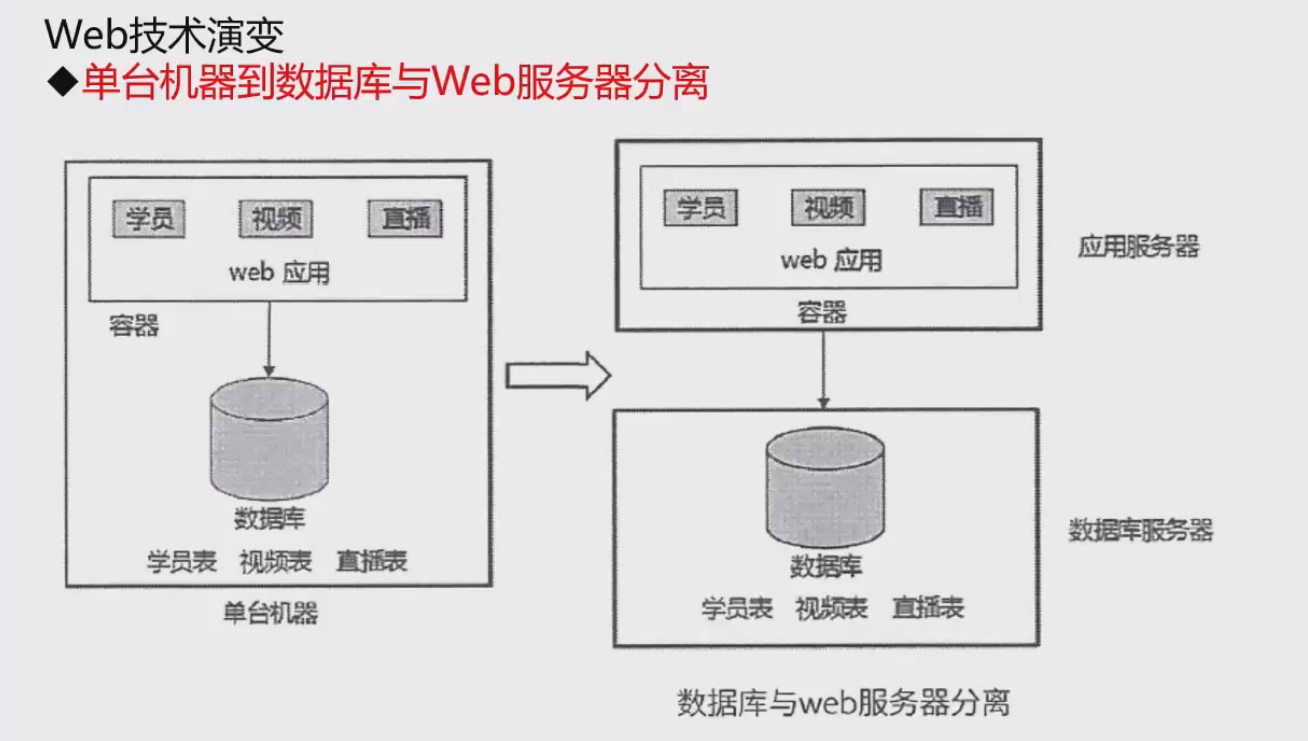 Web技术演变
◆单台机器到数据库与Web服务器分离
学员 视频 直播
web 应用
容器
数据库
学员表 视频表 直播表
单台机器
学员 视频 直播
web 应用
容器
应用服务器
数据库
学员表 视频表 直播表
数据库服务器
数据库与web服务器分离